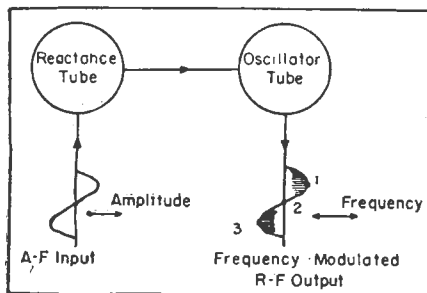 Reactance
Tube
Oscillator
Tube
Amplitude
1
2
3
Frequency
A-F Input
Frequency Modulated
R-F Output